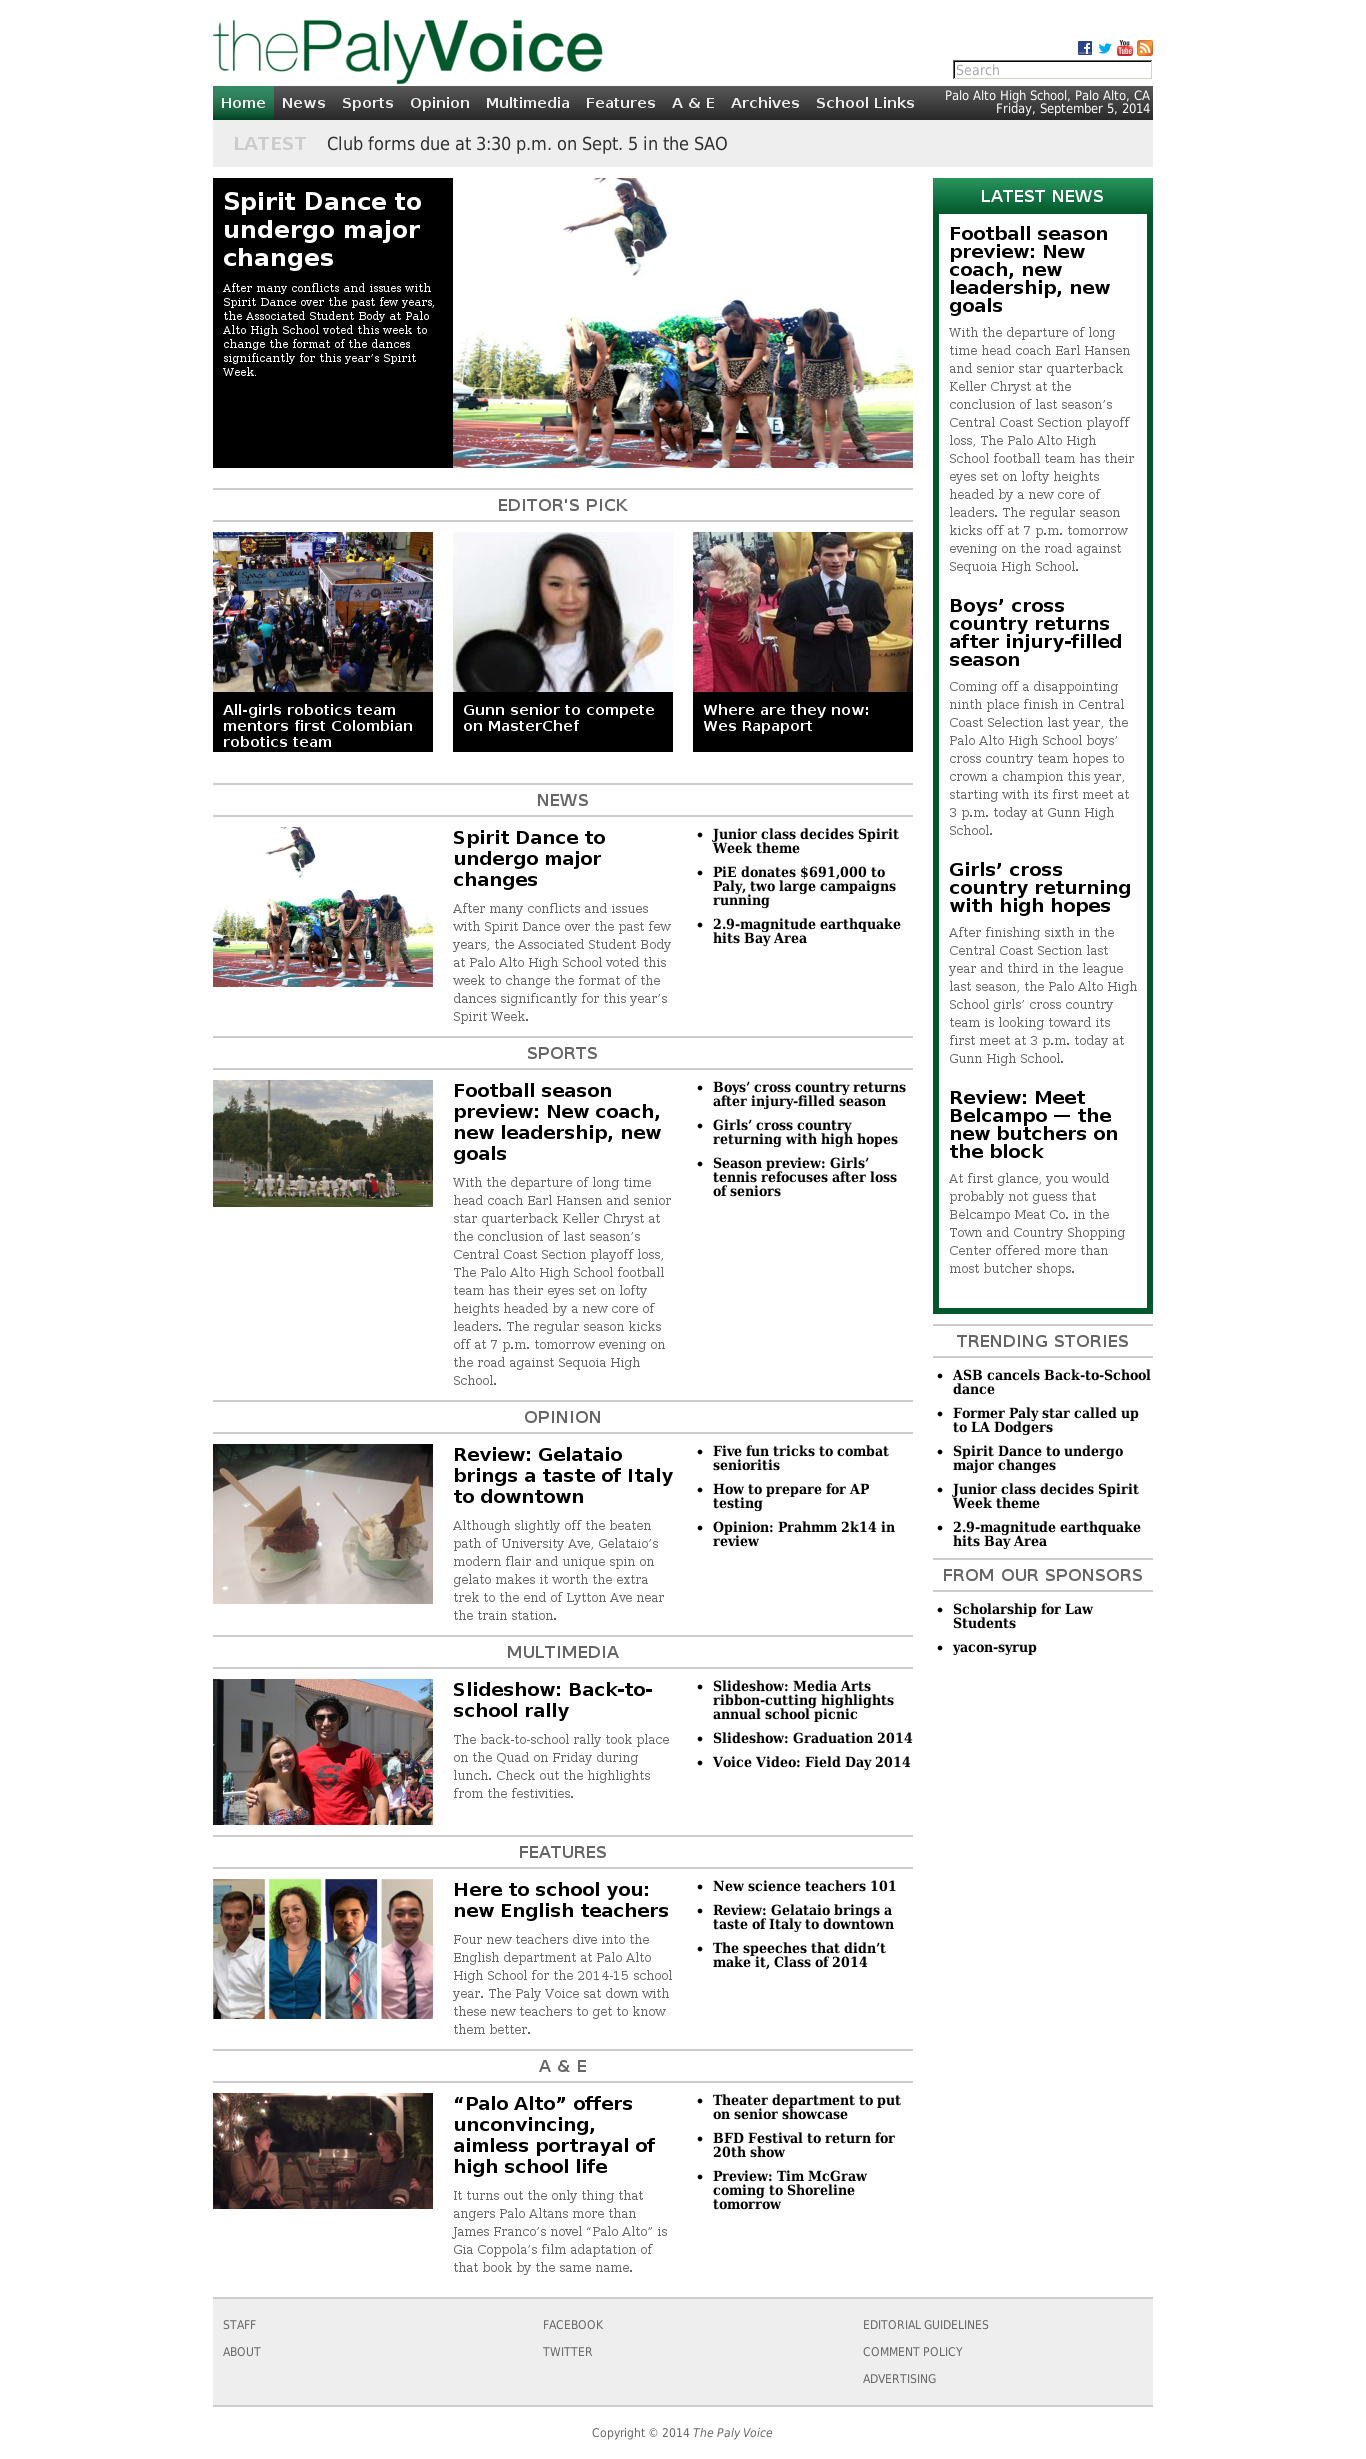 thePalyVoice
Search
Home News Sports Opinion Multimedia Features A & E Archives School Links
Palo Alto High School, Palo Alto, CA
Friday, September 5, 2014
LATEST Club forms due at 3:30 p.m. on Sept. 5 in the SAO
Spirit Dance to
undergo major
changes
After many conflicts and issues with
Spirit Dance over the past few years,
the Associated Student Body at Palo
Alto High School voted this week to
change the format of the dances
significantly for this year’s Spirit
Week.
EDITOR'S PICK
All-girls robotics team
mentors first Colombian
robotics team
Gunn senior to compete
on MasterChef
Where are they now:
Wes Rapaport
NEWS
Spirit Dance to
undergo major
changes
After many conflicts and issues
with Spirit Dance over the past few
years, the Associated Student Body
at Palo Alto High School voted this
week to change the format of the
dances significantly for this year’s
Spirit Week.
• Junior class decides Spirit
Week theme
• PiE donates $691,000 to
Paly, two large campaigns
running
• 2.9-magnitude earthquake
hits Bay Area
SPORTS
Football season
preview: New coach,
new leadership, new
goals
With the departure of long time
head coach Earl Hansen and senior
star quarterback Keller Chryst at
the conclusion of last season’s
Central Coast Section playoff loss,
The Palo Alto High School football
team has their eyes set on lofty
heights headed by a new core of
leaders. The regular season kicks
off at 7 p.m. tomorrow evening on
the road against Sequoia High
School.
• Boys’ cross country returns
after injury-filled season
• Girls’ cross country
returning with high hopes
• Season preview: Girls’
tennis refocuses after loss
of seniors
OPINION
Review: Gelataio
brings a taste of Italy
to downtown
Although slightly off the beaten
path of University Ave, Gelataio’s
modern flair and unique spin on
gelato makes it worth the extra
trek to the end of Lytton Ave near
the train station.
• Five fun tricks to combat
senioritis
• How to prepare for AP
testing
• Opinion: Prahmm 2k14 in
review
MULTIMEDIA
Slideshow: Back-to-
school rally
The back-to-school rally took place
on the Quad on Friday during
lunch. Check out the highlights
from the festivities.
• Slideshow: Media Arts
ribbon-cutting highlights
annual school picnic
• Slideshow: Graduation 2014
• Voice Video: Field Day 2014
FEATURES
Here to school you:
new English teachers
Four new teachers dive into the
English department at Palo Alto
High School for the 2014-15 school
year. The Paly Voice sat down with
these new teachers to get to know
them better.
• New science teachers 101
• Review: Gelataio brings a
taste of Italy to downtown
• The speeches that didn’t
make it, Class of 2014
A & E
“Palo Alto” offers
unconvincing,
aimless portrayal of
high school life
It turns out the only thing that
angers Palo Altans more than
James Franco’s novel “Palo Alto” is
Gia Coppola’s film adaptation of
that book by the same name.
• Theater department to put
on senior showcase
• BFD Festival to return for
20th show
• Preview: Tim McGraw
coming to Shoreline
tomorrow
LATEST NEWS
Football season
preview: New
coach, new
leadership, new
goals
With the departure of long
time head coach Earl Hansen
and senior star quarterback
Keller Chryst at the
conclusion of last season’s
Central Coast Section playoff
loss, The Palo Alto High
School football team has their
eyes set on lofty heights
headed by a new core of
leaders. The regular season
kicks off at 7 p.m. tomorrow
evening on the road against
Sequoia High School.
Boys’ cross
country returns
after injury-filled
season
Coming off a disappointing
ninth place finish in Central
Coast Selection last year, the
Palo Alto High School boys’
cross country team hopes to
crown a champion this year,
starting with its first meet at
3 p.m. today at Gunn High
School.
Girls’ cross
country returning
with high hopes
After finishing sixth in the
Central Coast Section last
year and third in the league
last season, the Palo Alto High
School girls’ cross country
team is looking toward its
first meet at 3 p.m. today at
Gunn High School.
Review: Meet
Belcampo — the
new butchers on
the block
At first glance, you would
probably not guess that
Belcampo Meat Co. in the
Town and Country Shopping
Center offered more than
most butcher shops.
TRENDING STORIES
• ASB cancels Back-to-School
dance
• Former Paly star called up
to LA Dodgers
• Spirit Dance to undergo
major changes
• Junior class decides Spirit
Week theme
• 2.9-magnitude earthquake
hits Bay Area
FROM OUR SPONSORS
• Scholarship for Law
Students
• yacon-syrup
STAFF
ABOUT
FACEBOOK
TWITTER
EDITORIAL GUIDELINES
COMMENT POLICY
ADVERTISING
Copyright © 2014 The Paly Voice